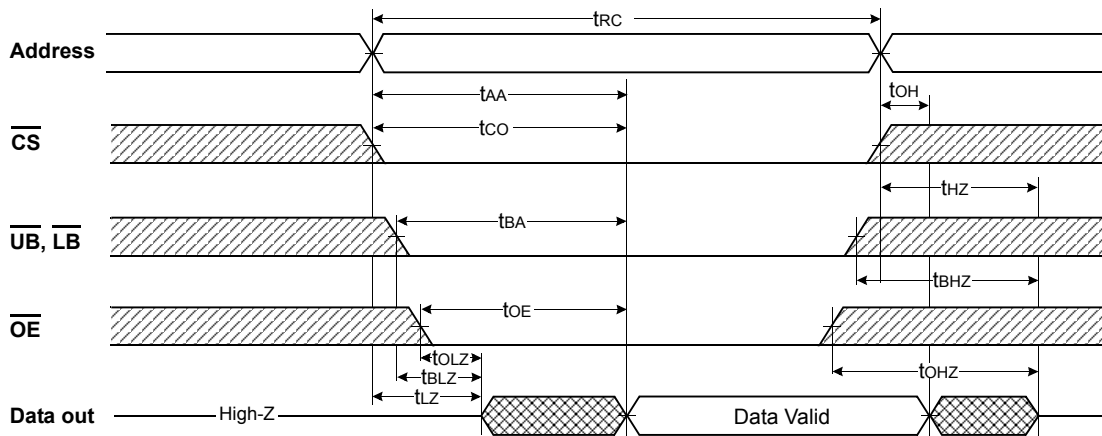 tRC
Address
tAA
tOH
tCO
CS
tHZ
tBA
UB, LB
tBHZ
tOE
OE
tOLZ
tBLZ
tOHZ
tLZ
Data out
High-Z
Data Valid